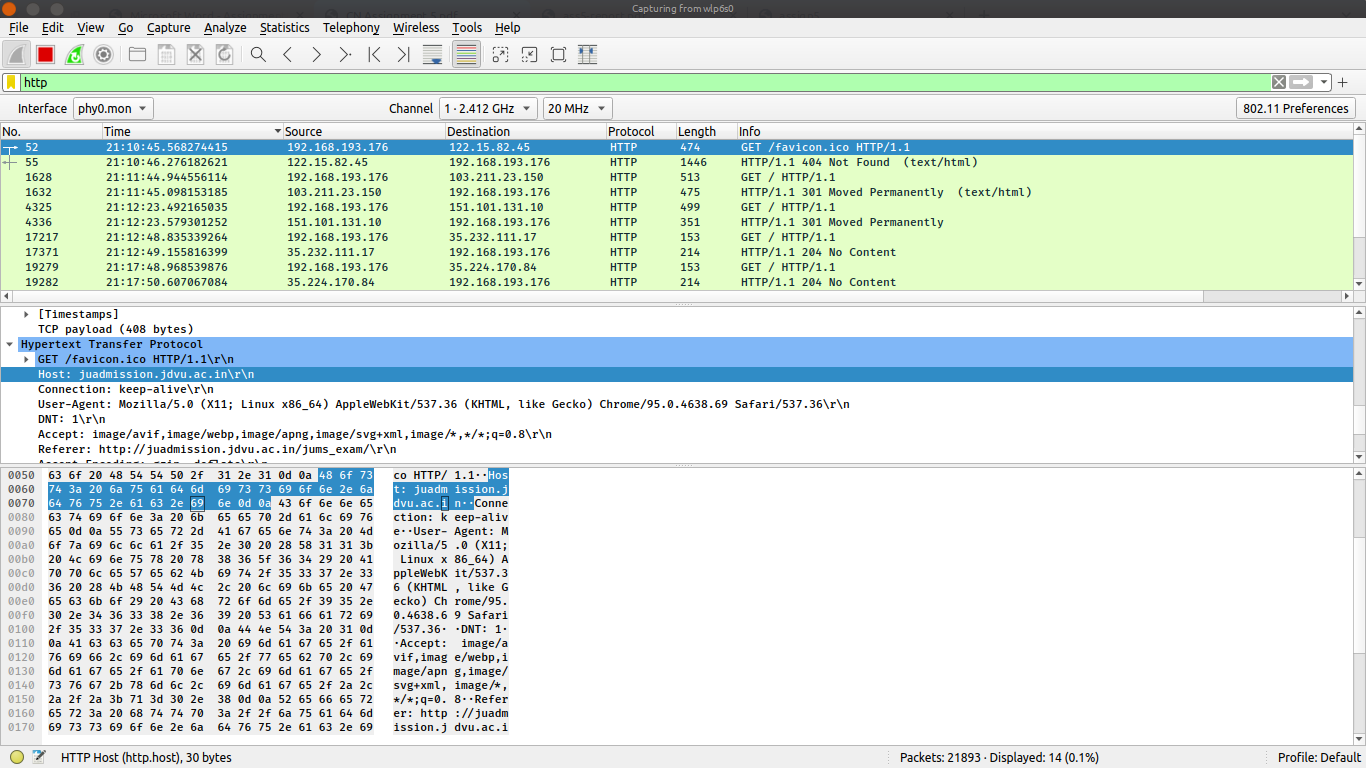 Capturing from wlp6s0
File Edit View Go Capture Analyze Statistics Telephony Wireless Tools Help
http
Interface phy0.mon Channel 1 · 2.412 GHz 20 MHz 802.11 Preferences
No. Time Source Destination Protocol Length Info
52 21:10:45.568274415 192.168.193.176 122.15.82.45 HTTP 474 GET /favicon.ico HTTP/1.1
55 21:10:46.276182621 122.15.82.45 192.168.193.176 HTTP 1446 HTTP/1.1 404 Not Found  (text/html)
1628 21:11:44.944556114 192.168.193.176 103.211.23.150 HTTP 513 GET / HTTP/1.1
1632 21:11:45.098153185 103.211.23.150 192.168.193.176 HTTP 475 HTTP/1.1 301 Moved Permanently  (text/html)
4325 21:12:23.492165035 192.168.193.176 151.101.131.10 HTTP 499 GET / HTTP/1.1
4336 21:12:23.579301252 151.101.131.10 192.168.193.176 HTTP 351 HTTP/1.1 301 Moved Permanently
17217 21:12:48.835339264 192.168.193.176 35.232.111.17 HTTP 153 GET / HTTP/1.1
17371 21:12:49.155816399 35.232.111.17 192.168.193.176 HTTP 214 HTTP/1.1 204 No Content
19279 21:17:48.968539876 192.168.193.176 35.224.170.84 HTTP 153 GET / HTTP/1.1
19282 21:17:50.607067084 35.224.170.84 192.168.193.176 HTTP 214 HTTP/1.1 204 No Content
[Timestamps]
TCP payload (408 bytes)
Hypertext Transfer Protocol
GET /favicon.ico HTTP/1.1\r\n
Host: juadmission.jdvu.ac.in\r\n
Connection: keep-alive\r\n
User-Agent: Mozilla/5.0 (X11; Linux x86_64) AppleWebKit/537.36 (KHTML, like Gecko) Chrome/95.0.4638.69 Safari/537.36\r\n
DNT: 1\r\n
Accept: image/avif,image/webp,image/apng,image/svg+xml,image/*,*/*;q=0.8\r\n
Referer: http://juadmission.jdvu.ac.in/jums_exam/\r\n
Accept-Encoding: gzip, deflate\r\n
0050 63 6f 20 48 54 54 50 2f 31 2e 31 0d 0a 48 6f 73 co HTTP/ 1.1··Hos
0060 74 3a 20 6a 75 61 64 6d 69 73 73 69 6f 6e 2e 6a t: juadm ission.j
0070 64 76 75 2e 61 63 2e 69 6e 0d 0a 43 6f 6e 6e 65 dvu.ac.i n··Conne
0080 63 74 69 6f 6e 3a 20 6b 65 65 70 2d 61 6c 69 76 ction: k eep-aliv
0090 65 0d 0a 55 73 65 72 2d 41 67 65 6e 74 3a 20 4d e··User- Agent: M
00a0 6f 7a 69 6c 6c 61 2f 35 2e 30 20 28 58 31 31 3b ozilla/5 .0 (X11;
00b0 20 4c 69 6e 75 78 20 78 38 36 5f 36 34 29 20 41 Linux x 86_64) A
00c0 70 70 6c 65 57 65 62 4b 69 74 2f 35 33 37 2e 33 ppleWebK it/537.3
00d0 36 20 28 4b 48 54 4d 4c 2c 20 6c 69 6b 65 20 47 6 (KHTML , like G
00e0 65 63 6b 6f 29 20 43 68 72 6f 6d 65 2f 39 35 2e ecko) Ch rome/95.
00f0 30 2e 34 36 33 38 2e 36 39 20 53 61 66 61 72 69 0.4638.6 9 Safari
0100 2f 35 33 37 2e 33 36 0d 0a 44 4e 54 3a 20 31 0d /537.36· ·DNT: 1·
0110 0a 41 63 63 65 70 74 3a 20 69 6d 61 67 65 2f 61 ·Accept: image/a
0120 76 69 66 2c 69 6d 61 67 65 2f 77 65 62 70 2c 69 vif,imag e/webp,i
0130 6d 61 67 65 2f 61 70 6e 67 2c 69 6d 61 67 65 2f mage/apn g,image/
0140 73 76 67 2b 78 6d 6c 2c 69 6d 61 67 65 2f 2a 2c svg+xml, image/*,
0150 2a 2f 2a 3b 71 3d 30 2e 38 0d 0a 52 65 66 65 72 */*;q=0. 8··Refer
0160 65 72 3a 20 68 74 74 70 3a 2f 2f 6a 75 61 64 6d er: http ://juadm
0170 69 73 73 69 6f 6e 2e 6a 64 76 75 2e 61 63 2e 69 ission.j dvu.ac.i
HTTP Host (http.host), 30 bytes Packets: 21893 · Displayed: 14 (0.1%) Profile: Default